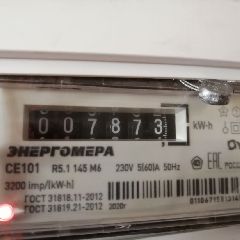 007873
kW-h
ЭНЕРГОМЕРА
CE101 R5.1 145 M6 230V 5(60)A 50Hz
3200 imp/(kW-h)
ГОСТ 31818.11-2012
ГОСТ 31819.21-2012 2020г